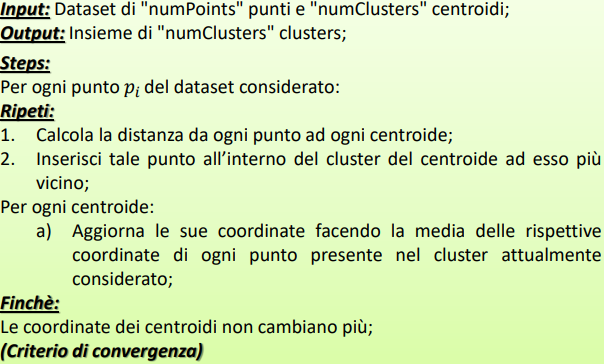 Input: Dataset di "numPoints" punti e "numClusters" centroidi;
Output: Insieme di "numClusters" clusters;
Steps:
Per ogni punto pᵢ del dataset considerato:
Ripeti:
1. Calcola la distanza da ogni punto ad ogni centroide;
2. Inserisci tale punto all'interno del cluster del centroide ad esso più
vicino;
Per ogni centroide:
a) Aggiorna le sue coordinate facendo la media delle rispettive
coordinate di ogni punto presente nel cluster attualmente
considerato;
Finchè:
Le coordinate dei centroidi non cambiano più;
(Criterio di convergenza)